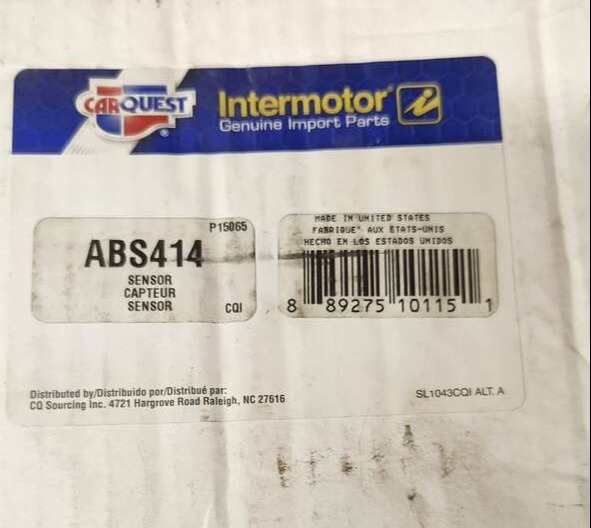 CARQUEST
Intermotor
Genuine Import Parts
P15065
ABS414
SENSOR
CAPTEUR
SENSOR
CQI
MADE IN UNITED STATES
FABRIQUE' AUX ETATS-UNIS
HECHO EN LOS ESTADOS UNIDOS
8 89275 10115 1
Distributed by/Distribuido por/Distribué par:
CQ Sourcing Inc. 4721 Hargrove Road Raleigh, NC 27616
SL1043CQI ALT. A